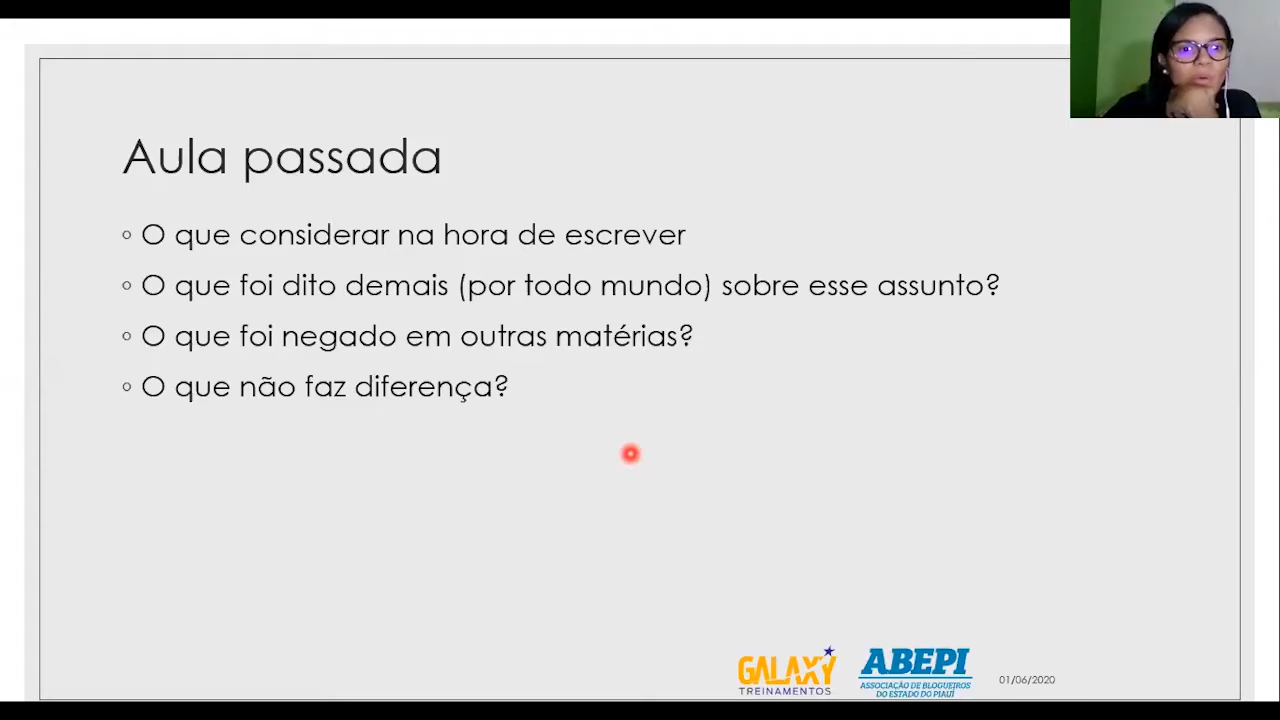 Aula passada
O que considerar na hora de escrever
O que foi dito demais (por todo mundo) sobre esse assunto?
O que foi negado em outras matérias?
O que não faz diferença?
GALAXY
TREINAMENTOS
ABEPI
ASSOCIAÇÃO DE BLOGUEIROS
DO ESTADO DO PIAUÍ
01/06/2020